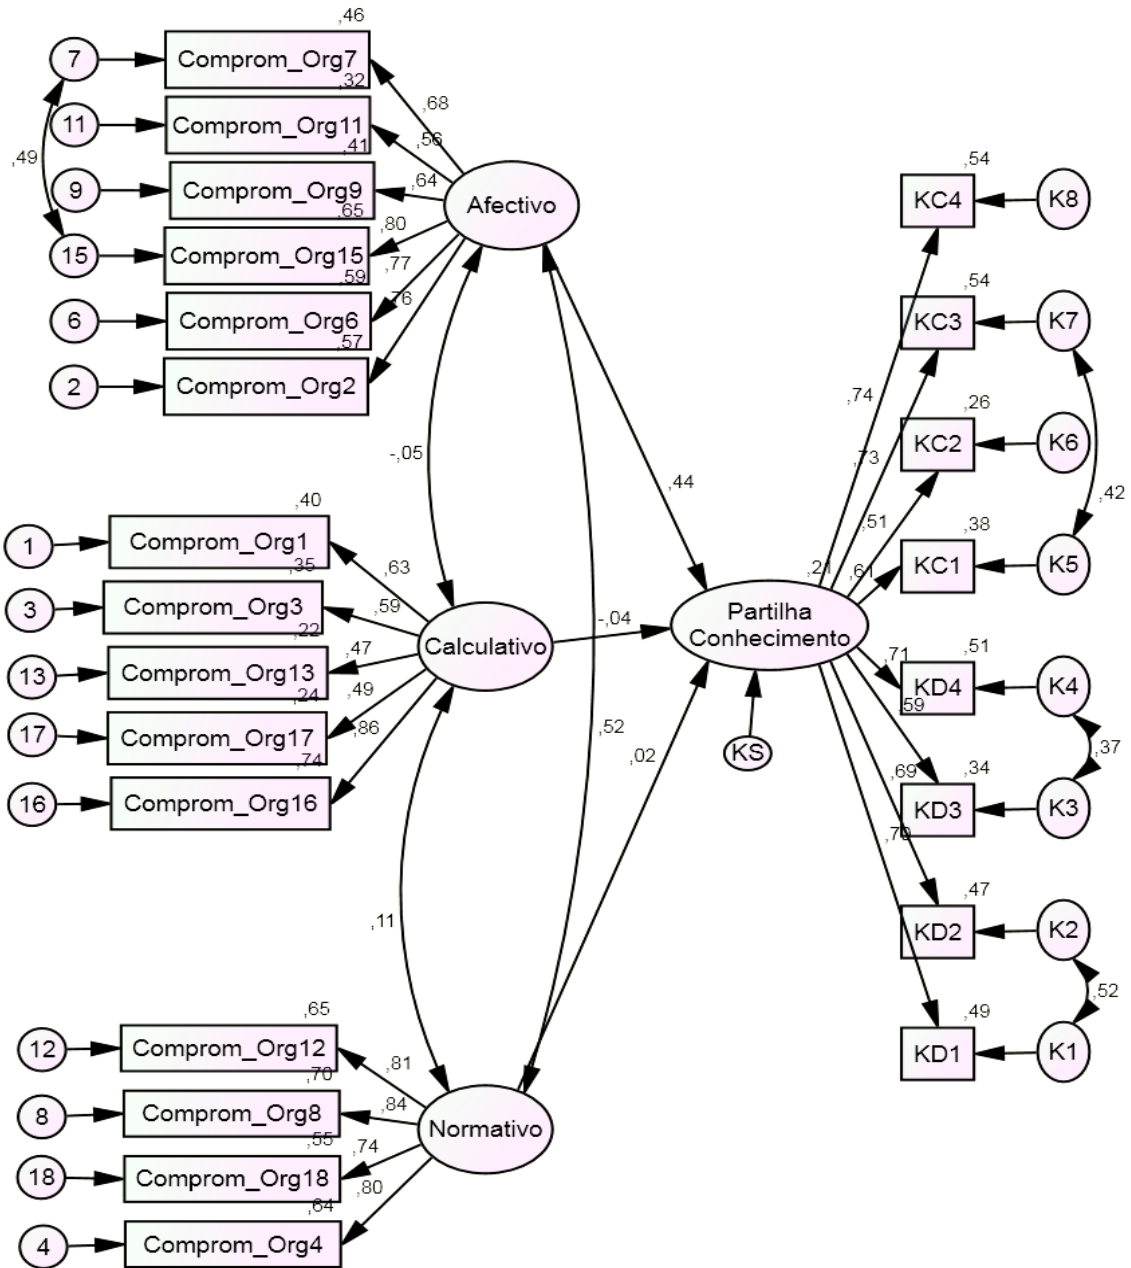 ,46
7
Comprom_Org7
,32
,68
11
Comprom_Org11
,56
,41
,49
9
Comprom_Org9
,64
Afectivo
,65
,80
15
Comprom_Org15
,77
,59
6
Comprom_Org6
,76
,57
2
Comprom_Org2
-,05
,44
,54
KC4
K8
,54
KC3
K7
,74
,26
KC2
K6
,73
,42
,51
,38
KC1
K5
,61
,21
,40
1
Comprom_Org1
,63
,35
3
Comprom_Org3
,59
,22
13
Comprom_Org13
,47
,24
17
Comprom_Org17
,49
,74
,86
16
Comprom_Org16
Calculativo
-,04
Partilha
Conhecimento
KS
,52
,02
,71
,51
KD4
K4
,59
,37
,69
,34
KD3
K3
,70
,47
KD2
K2
,52
,49
KD1
K1
,11
,65
12
Comprom_Org12
,81
,70
8
Comprom_Org8
,84
Normativo
,55
18
Comprom_Org18
,74
,64
,80
4
Comprom_Org4